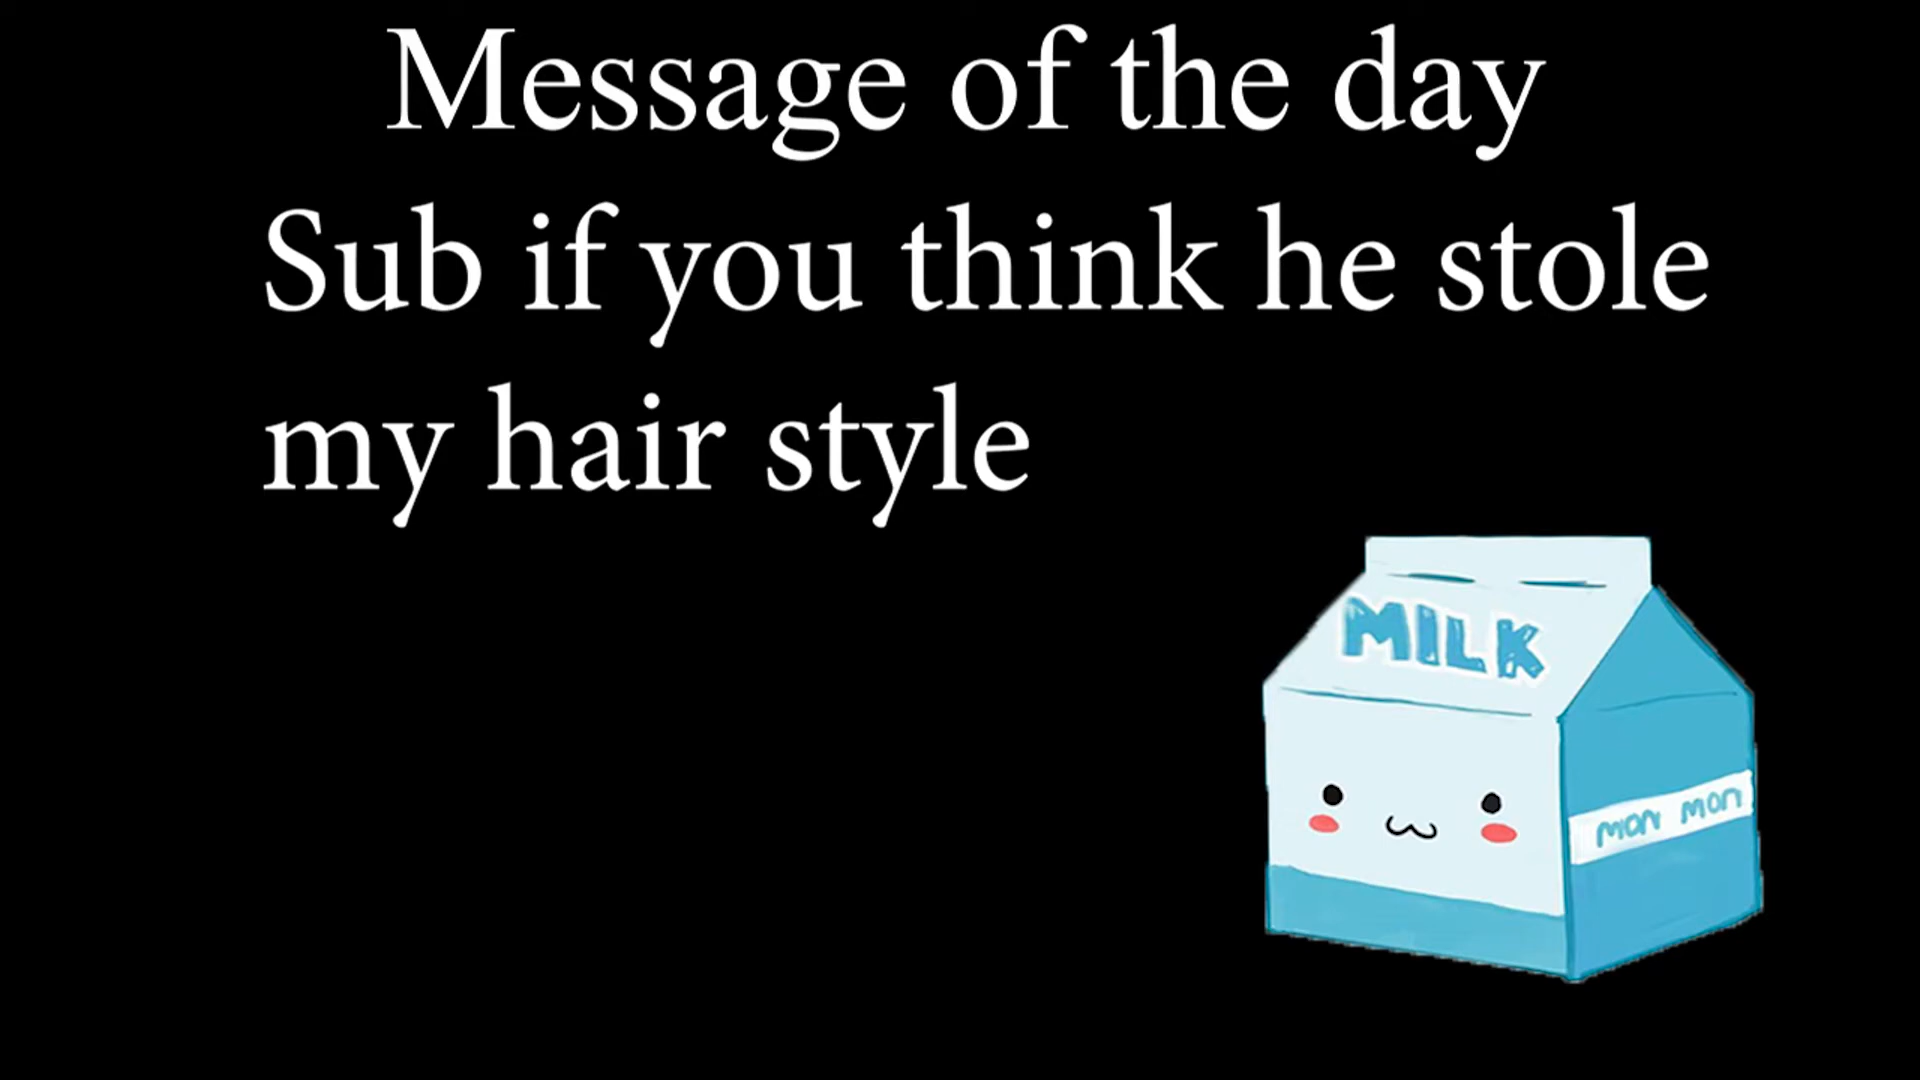 Message of the day
Sub if you think he stole
my hair style
MILK
mon mon